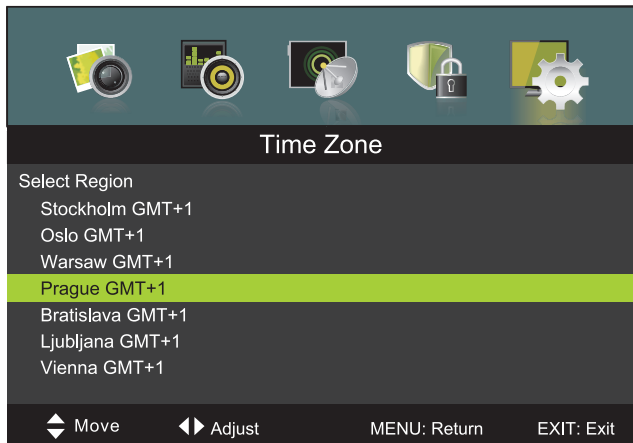 Time Zone
Select Region
Stockholm GMT+1
Oslo GMT+1
Warsaw GMT+1
Prague GMT+1
Bratislava GMT+1
Ljubljana GMT+1
Vienna GMT+1
Move Adjust MENU: Return EXIT: Exit